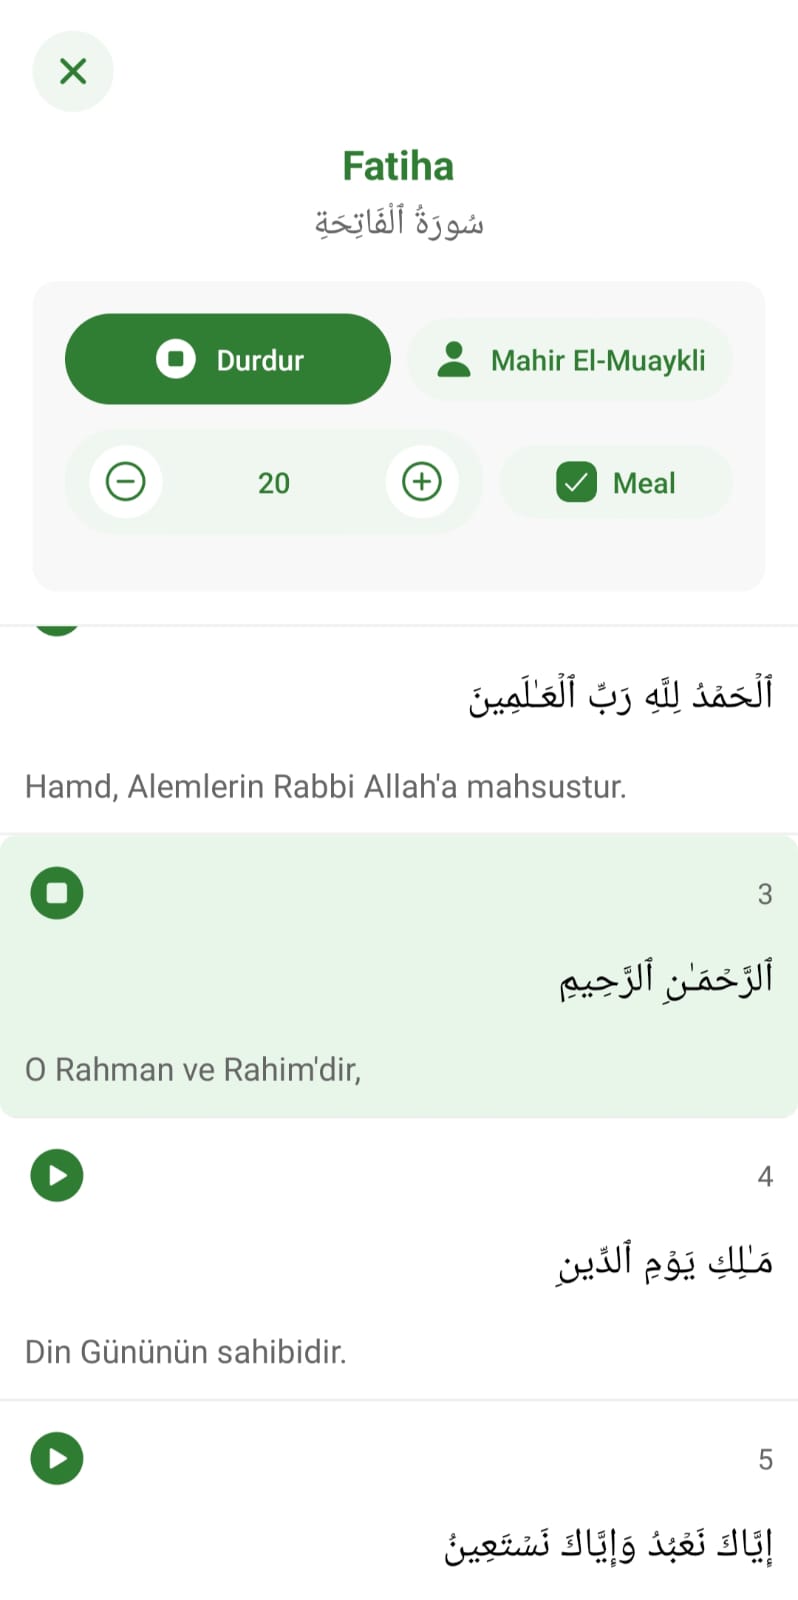 Fatiha
سُورَةُ ٱلْفَاتِحَةِ
Durdur
Mahir El-Muaykli
20
Meal
ٱلْحَمْدُ لِلَّهِ رَبِّ ٱلْعَـٰلَمِينَ
Hamd, Alemlerin Rabbi Allah'a mahsustur.
3
ٱلرَّحْمَـٰنِ ٱلرَّحِيمِ
O Rahman ve Rahim'dir,
4
مَـٰلِكِ يَوْمِ ٱلدِّينِ
Din Gününün sahibidir.
5
إِيَّاكَ نَعْبُدُ وَإِيَّاكَ نَسْتَعِينُ